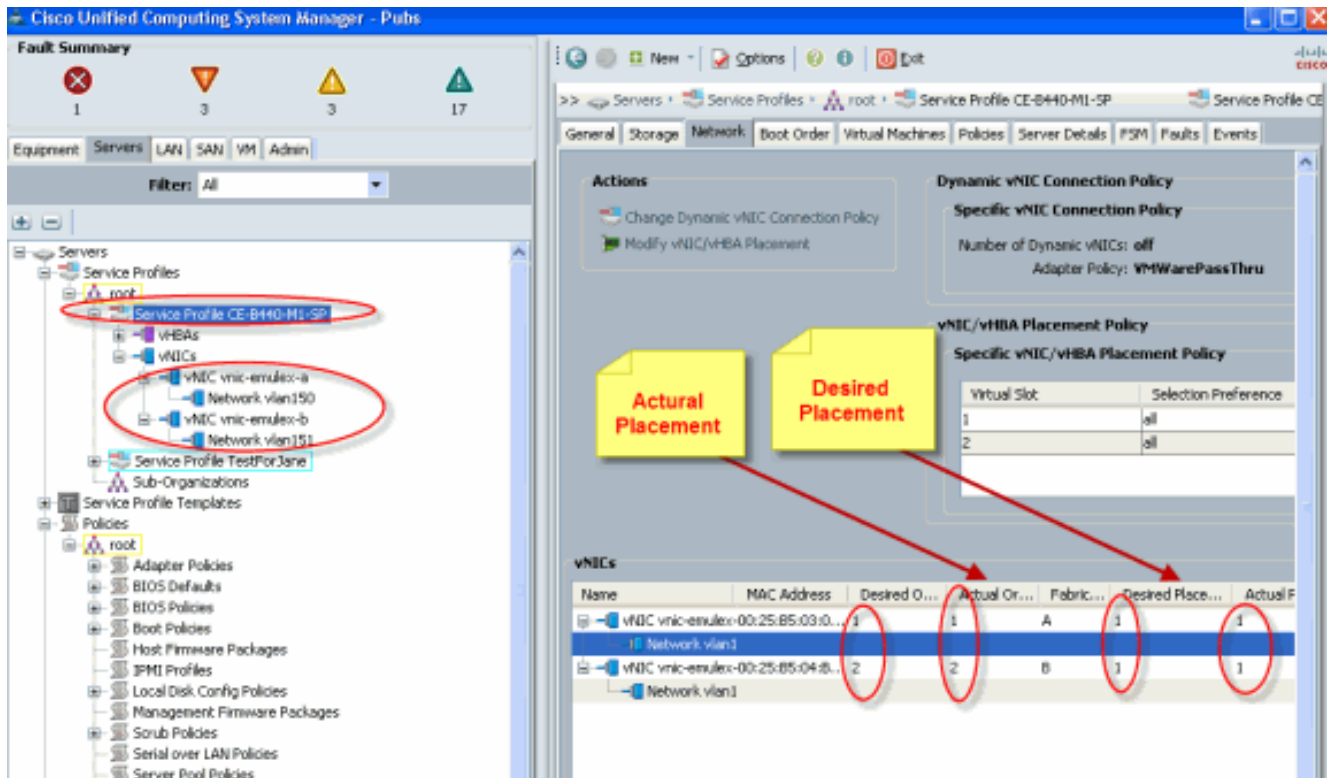 Cisco Unified Computing System Manager - Pubs
Fault Summary
1 3 3 17
Equipment Servers LAN SAN VM Admin
Filter: All
Servers
Service Profiles
root
Service Profile CE-B440-M1-SP
vHBAs
vNICs
vNIC vnic-emulex-a
Network vlan150
vNIC vnic-emulex-b
Network vlan151
Service Profile TestForJane
Sub-Organizations
Service Profile Templates
Policies
root
Adapter Policies
BIOS Defaults
BIOS Policies
Boot Policies
Host Firmware Packages
IPMI Profiles
Local Disk Config Policies
Management Firmware Packages
Scrub Policies
Serial over LAN Policies
Server Pool Policies
New Options Exit
cisco
>> Servers Service Profiles root Service Profile CE-B440-M1-SP Service Profile CE
General Storage Network Boot Order Virtual Machines Policies Server Details FSM Faults Events
Actions
Change Dynamic vNIC Connection Policy
Modify vNIC/vHBA Placement
Dynamic vNIC Connection Policy
Specific vNIC Connection Policy
Number of Dynamic vNICs: off
Adapter Policy: VMWarePassThru
vNIC/vHBA Placement Policy
Specific vNIC/vHBA Placement Policy
Virtual Slot Selection Preference
1 all
2 all
Actural
Placement
Desired
Placement
vNICs
Name MAC Address Desired O... Actual Or... Fabric... Desired Place... Actual P
vNIC vnic-emulex- 00:25:B5:03:0... 1 1 A 1 1
Network vlan1
vNIC vnic-emulex- 00:25:B5:04:8... 2 2 B 1 1
Network vlan1